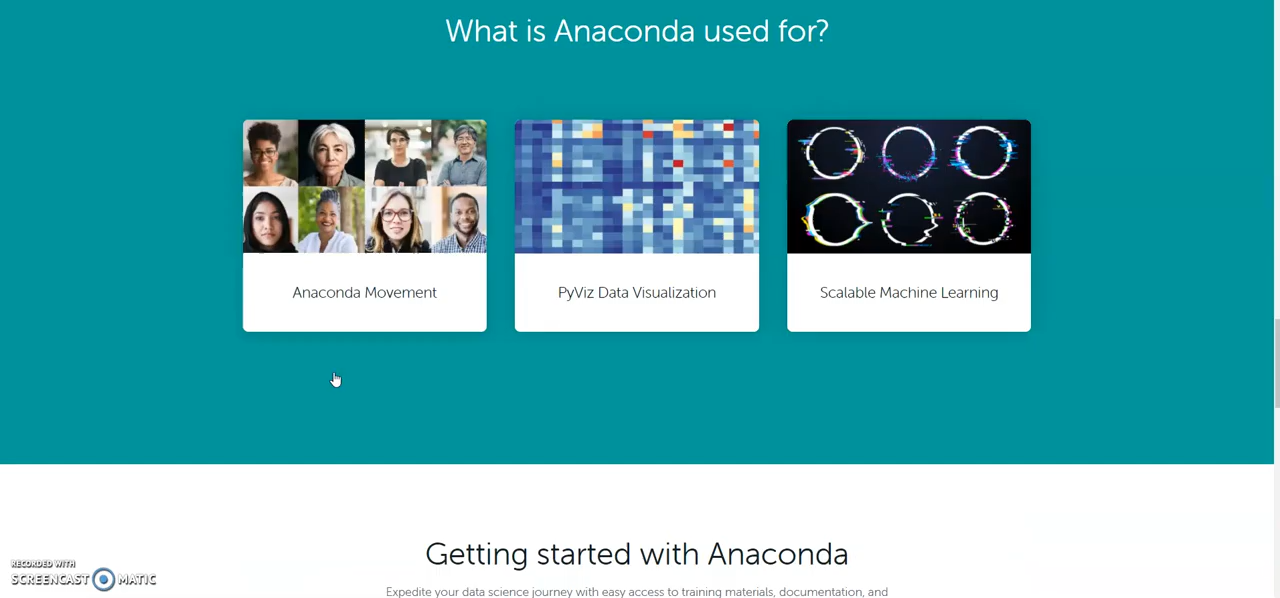 What is Anaconda used for?
Anaconda Movement
PyViz Data Visualization
Scalable Machine Learning
Getting started with Anaconda
Expedite your data science journey with easy access to training materials, documentation, and
RECORDED WITH
SCREENCAST MATIC